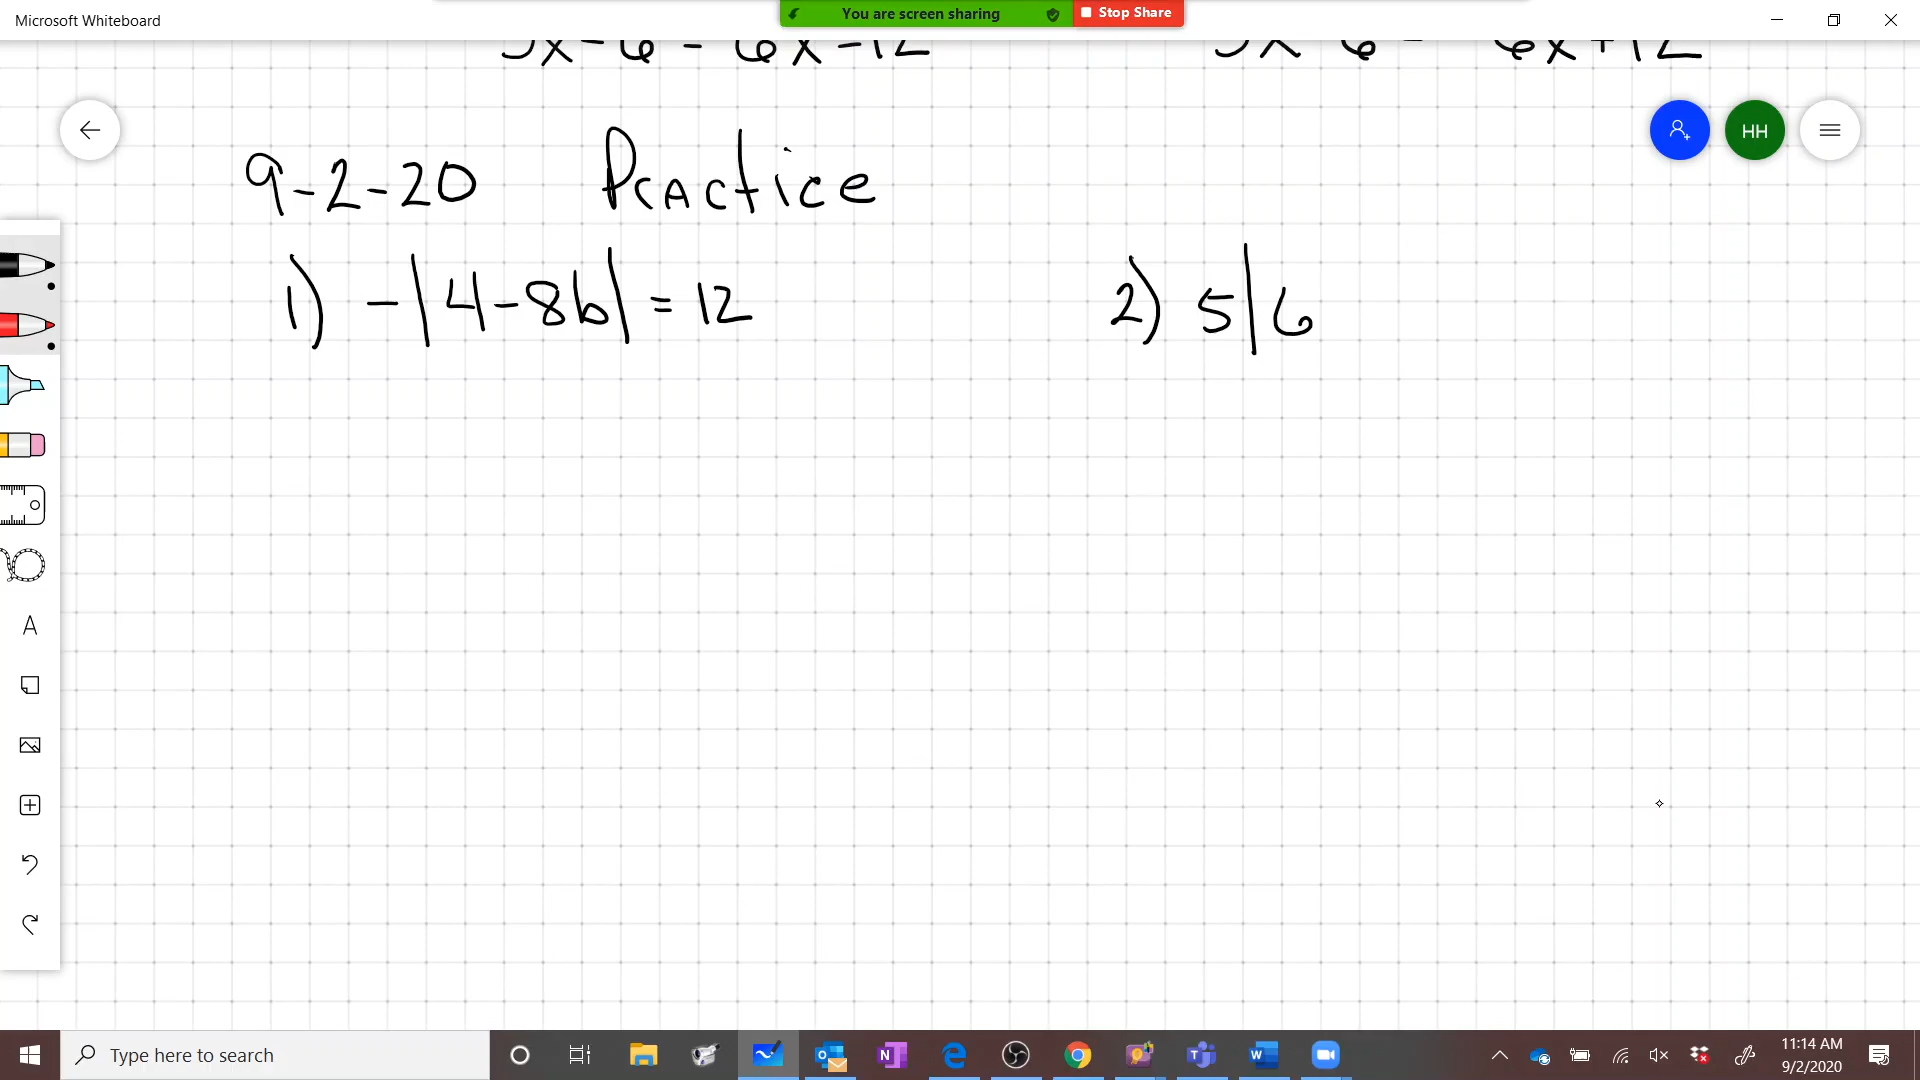 Microsoft Whiteboard
You are screen sharing
Stop Share
HH
9-2-20 Practice
1) -|4-8b| = 12
2) 5|6
A
Type here to search
11:14 AM
9/2/2020